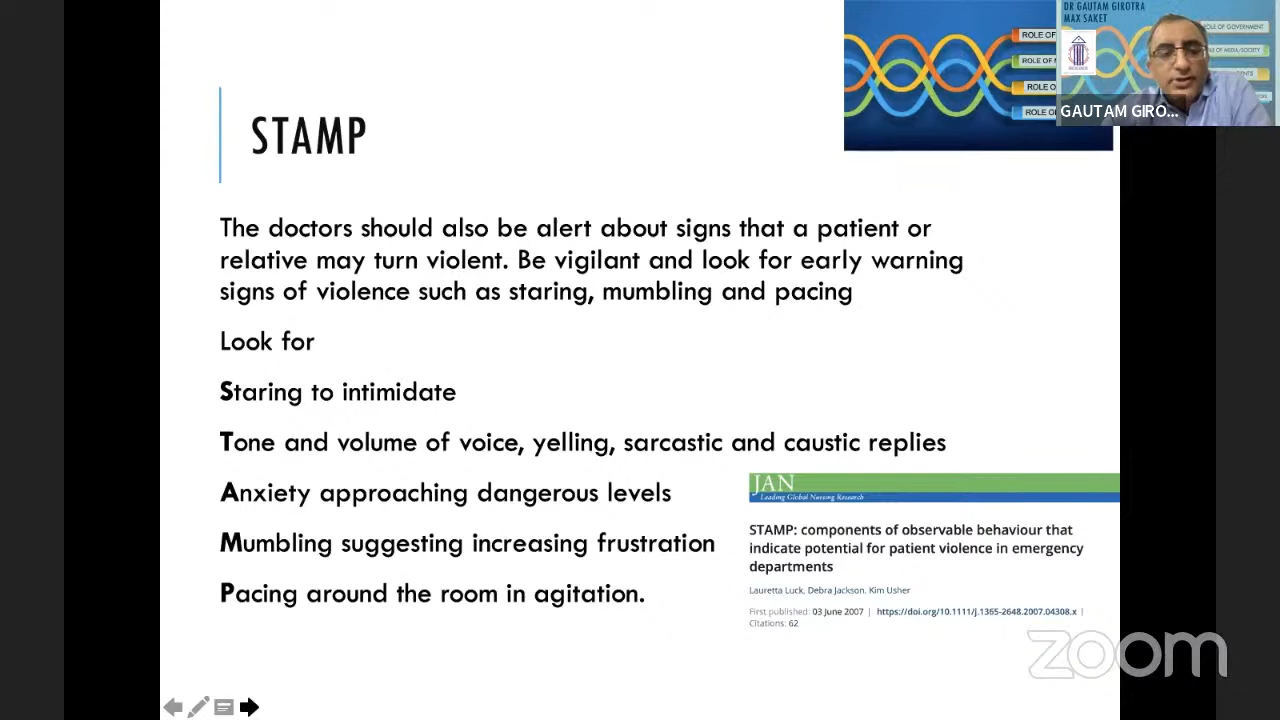 DR GAUTAM GIROTRA
MAX SAKET
ROLE OF
ROLE OF GOVERNMENT
ROLE OF
OF MEDIA/SOCIETY
ROLE O
ROLE OF
GAUTAM GIRO...
STAMP
The doctors should also be alert about signs that a patient or
relative may turn violent. Be vigilant and look for early warning
signs of violence such as staring, mumbling and pacing
Look for
Staring to intimidate
Tone and volume of voice, yelling, sarcastic and caustic replies
Anxiety approaching dangerous levels
Mumbling suggesting increasing frustration
Pacing around the room in agitation.
JAN
Leading Global Nursing Research
STAMP: components of observable behaviour that
indicate potential for patient violence in emergency
departments
Lauretta Luck, Debra Jackson, Kim Usher
First published: 03 June 2007 | https://doi.org/10.1111/j.1365-2648.2007.04308.x |
Citations: 62
zoom